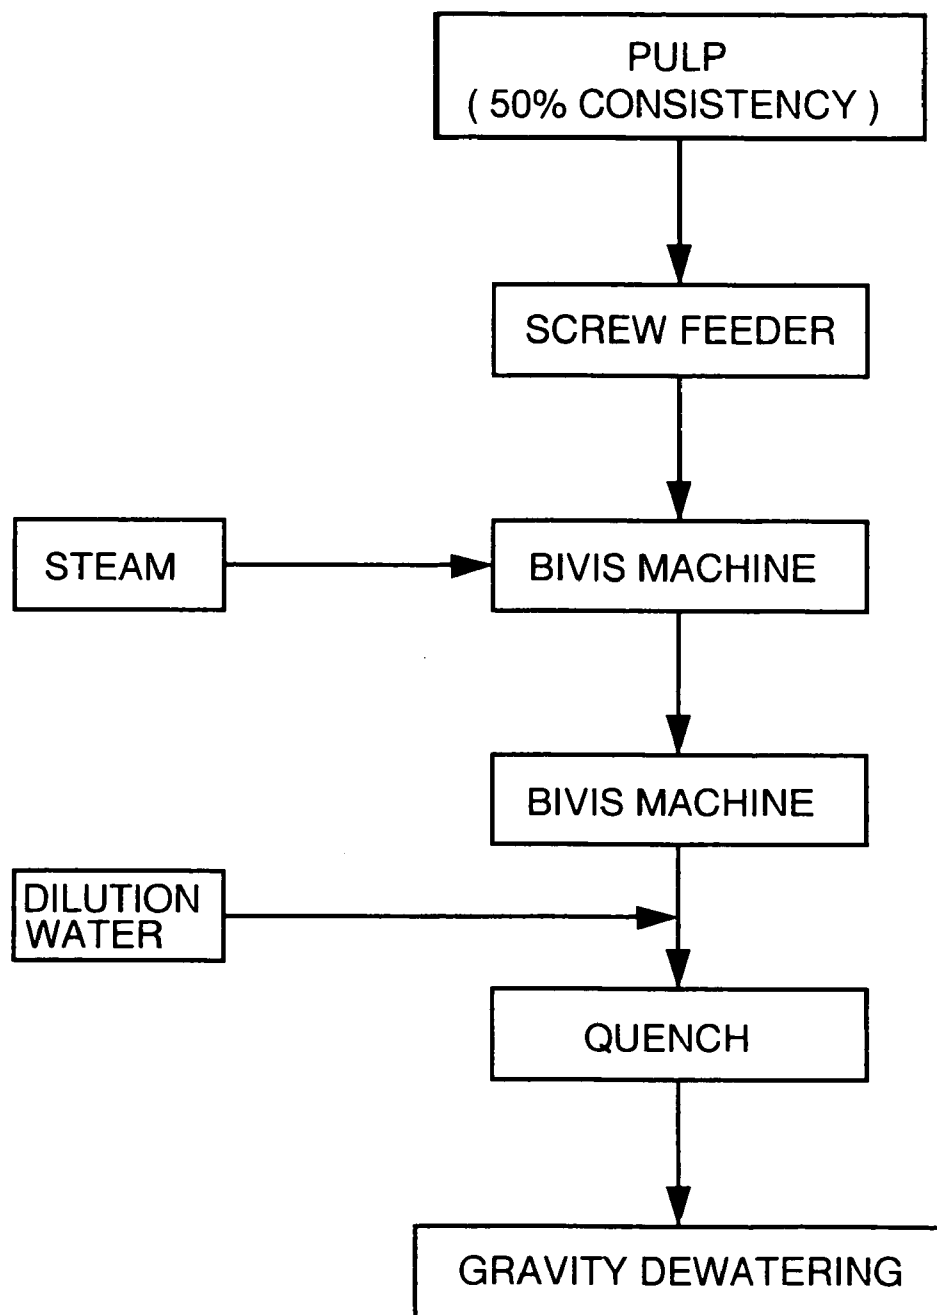 PULP
( 50% CONSISTENCY )
SCREW FEEDER
STEAM
BIVIS MACHINE
BIVIS MACHINE
DILUTION
WATER
QUENCH
GRAVITY DEWATERING